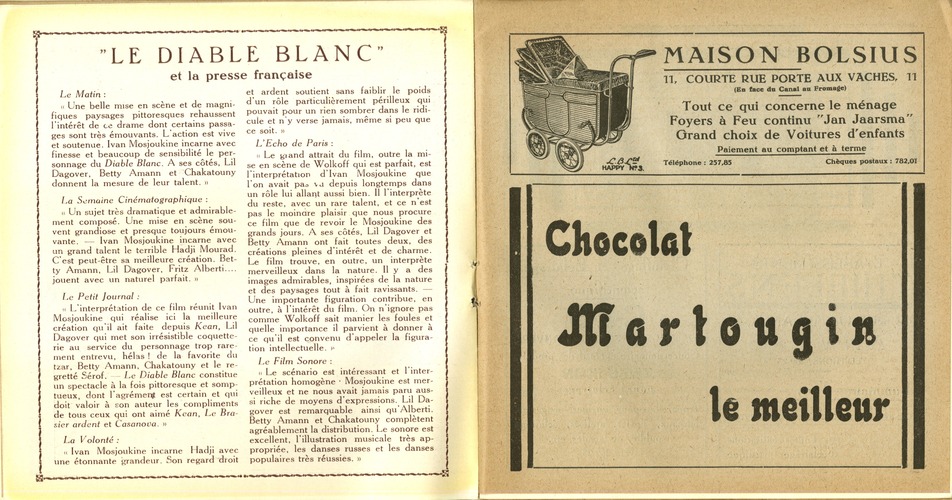 "LE DIABLE BLANC"
et la presse française
Le Matin :
« Une belle mise en scène et de magni-
fiques paysages pittoresques rehaussent
l'intérêt de ce drame dont certains passa-
ges sont très émouvants. L'action est vive
et soutenue. Ivan Mosjoukine incarne avec
finesse et beaucoup de sensibilité le per-
sonnage du Diable Blanc. A ses côtés, Lil
Dagover, Betty Amann et Chakatouny
donnent la mesure de leur talent. »
La Semaine Cinématographique :
« Un sujet très dramatique et admirable-
ment composé. Une mise en scène sou-
vent grandiose et presque toujours émou-
vante. — Ivan Mosjoukine incarne avec
un grand talent le terrible Hadji Mourad.
C'est peut-être sa meilleure création. Bet-
ty Amann, Lil Dagover, Fritz Alberti....
jouent avec un naturel parfait. »
Le Petit Journal :
« L'interprétation de ce film réunit Ivan
Mosjoukine qui réalise ici la meilleure
création qu'il ait faite depuis Kean, Lil
Dagover qui met son irrésistible coquette-
rie au service du personnage trop rare-
ment entrevu, hélas ! de la favorite du
tzar, Betty Amann, Chakatouny et le re-
gretté Sérof. — Le Diable Blanc constitue
un spectacle à la fois pittoresque et somp-
tueux, dont l'agrément est certain et qui
doit valoir à son auteur les compliments
de tous ceux qui ont aimé Kean, Le Bra-
sier ardent et Casanova. »
La Volonté :
« Ivan Mosjoukine incarne Hadji avec
une étonnante grandeur. Son regard droit
et ardent soutient sans faiblir le poids
d'un rôle particulièrement périlleux qui
pouvait pour un rien sombrer dans le ridi-
cule et n'y verse jamais, même si peu que
ce soit. »
L'Echo de Paris :
« Le grand attrait du film, outre la mi-
se en scène de Wolkoff qui est parfait, est
l'interprétation d'Ivan Mosjoukine que
l'on avait pas vu depuis longtemps dans
un rôle lui allant aussi bien. Il l'interprète
du reste, avec un rare talent, et ce n'est
pas le moindre plaisir que nous procure
ce film que de revoir le Mosjoukine des
grands jours. A ses côtés, Lil Dagover et
Betty Amann ont fait toutes deux, des
créations pleines d'intérêt et de charme.
Le film trouve, en outre, un interprète
merveilleux dans la nature. Il y a des
images admirables, inspirées de la nature
et des paysages tout à fait ravissants. —
Une importante figuration contribue, en
outre, à l'intérêt du film. On n'ignore pas
comme Wolkoff sait manier les foules et
quelle importance il parvient à donner à
ce qu'il est convenu d'appeler la figura-
tion intellectuelle. »
Le Film Sonore :
« Le scénario est intéressant et l'inter-
prétation homogène · Mosjoukine est mer-
veilleux et ne nous avait jamais paru aus-
si riche de moyens d'expressions. Lil Da-
gover est remarquable ainsi qu'Alberti.
Betty Amann et Chakatouny complètent
agréablement la distribution. Le sonore est
excellent, l'illustration musicale très ap-
propriée, les danses russes et les danses
populaires très réussies. »
MAISON BOLSIUS
11, COURTE RUE PORTE AUX VACHES, 11
(En face du Canal au Fromage)
Tout ce qui concerne le ménage
Foyers à Feu continu "Jan Jaarsma"
Grand choix de Voitures d'enfants
Paiement au comptant et à terme
L.B. Ltd
HAPPY Nº 3.
Téléphone : 257,85
Chèques postaux : 782,01
Chocolat
Martougin
le meilleur